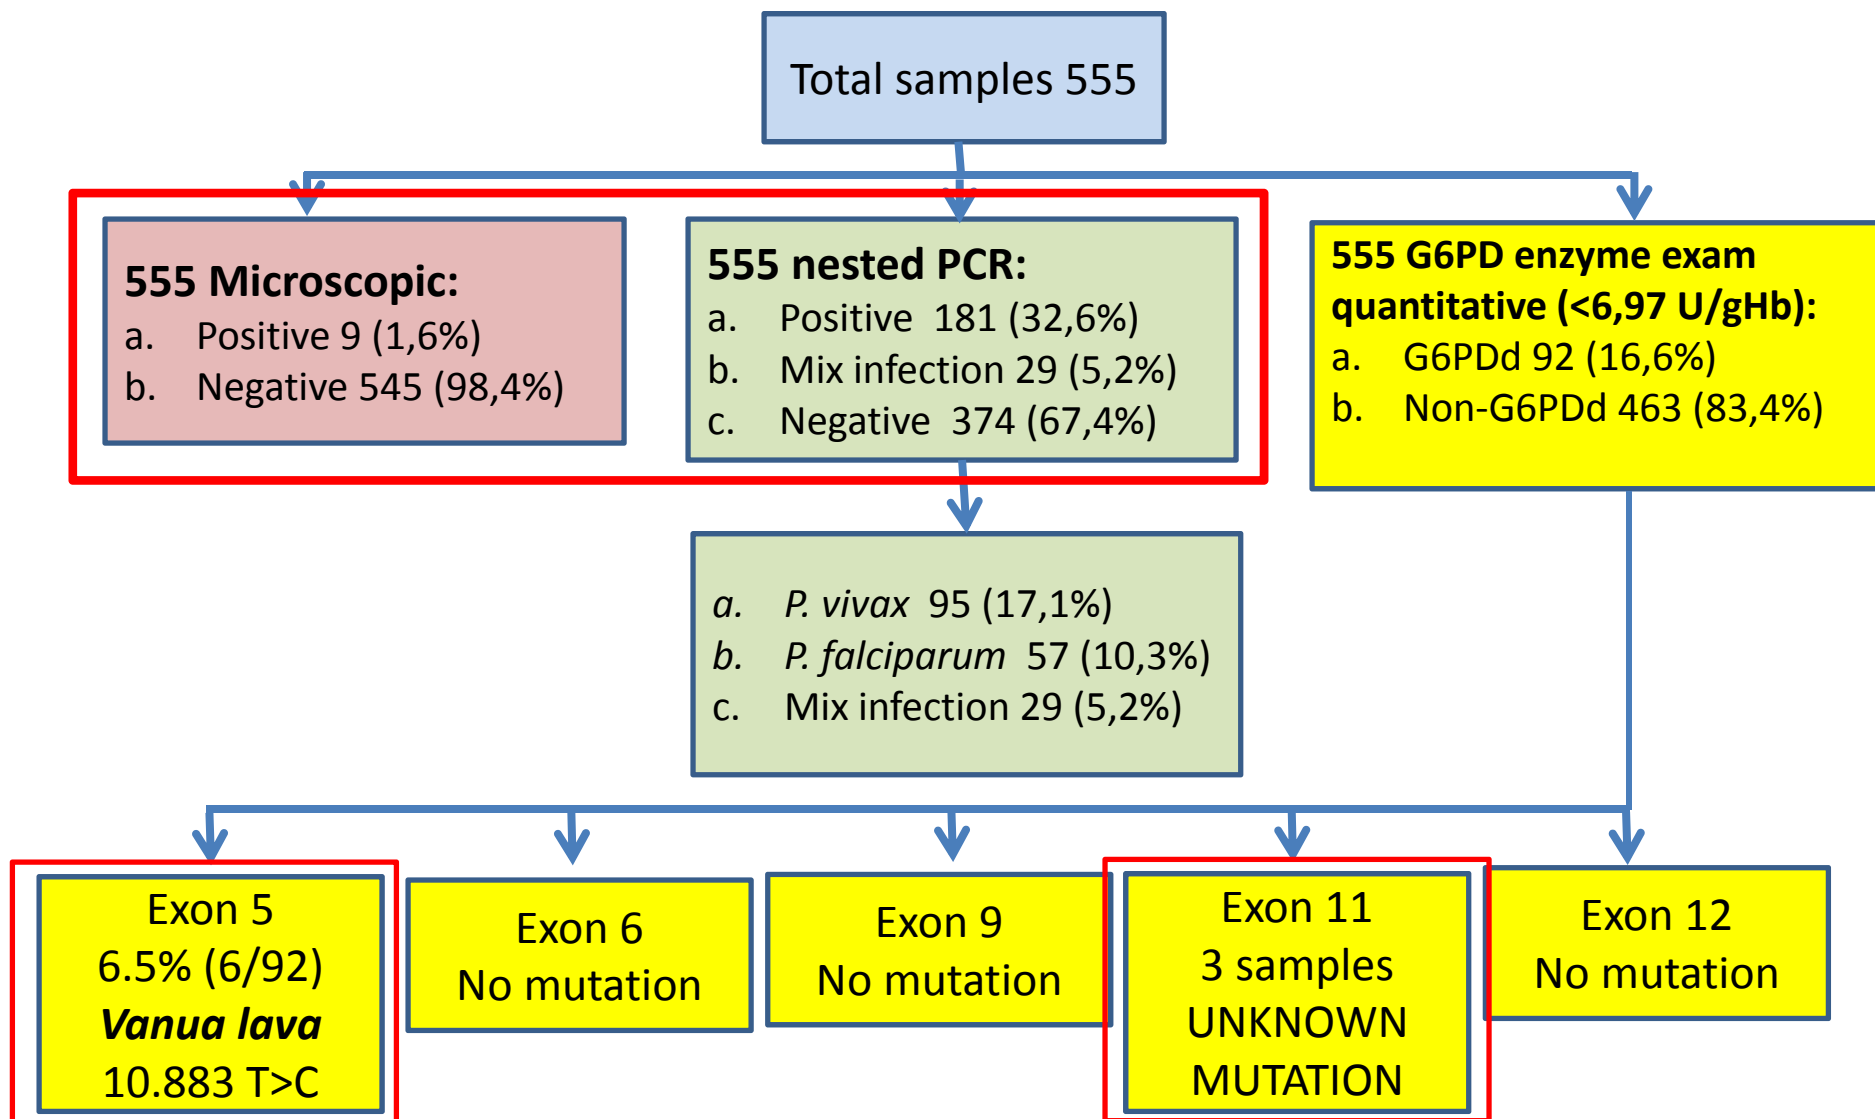 Total samples 555
555 Microscopic:
a. Positive 9 (1,6%)
b. Negative 545 (98,4%)
555 nested PCR:
a. Positive 181 (32,6%)
b. Mix infection 29 (5,2%)
c. Negative 374 (67,4%)
555 G6PD enzyme exam
quantitative (<6,97 U/gHb):
a. G6PDd 92 (16,6%)
b. Non-G6PDd 463 (83,4%)
a. P. vivax 95 (17,1%)
b. P. falciparum 57 (10,3%)
c. Mix infection 29 (5,2%)
Exon 5
6.5% (6/92)
Vanua lava
10.883 T>C
Exon 6
No mutation
Exon 9
No mutation
Exon 11
3 samples
UNKNOWN
MUTATION
Exon 12
No mutation